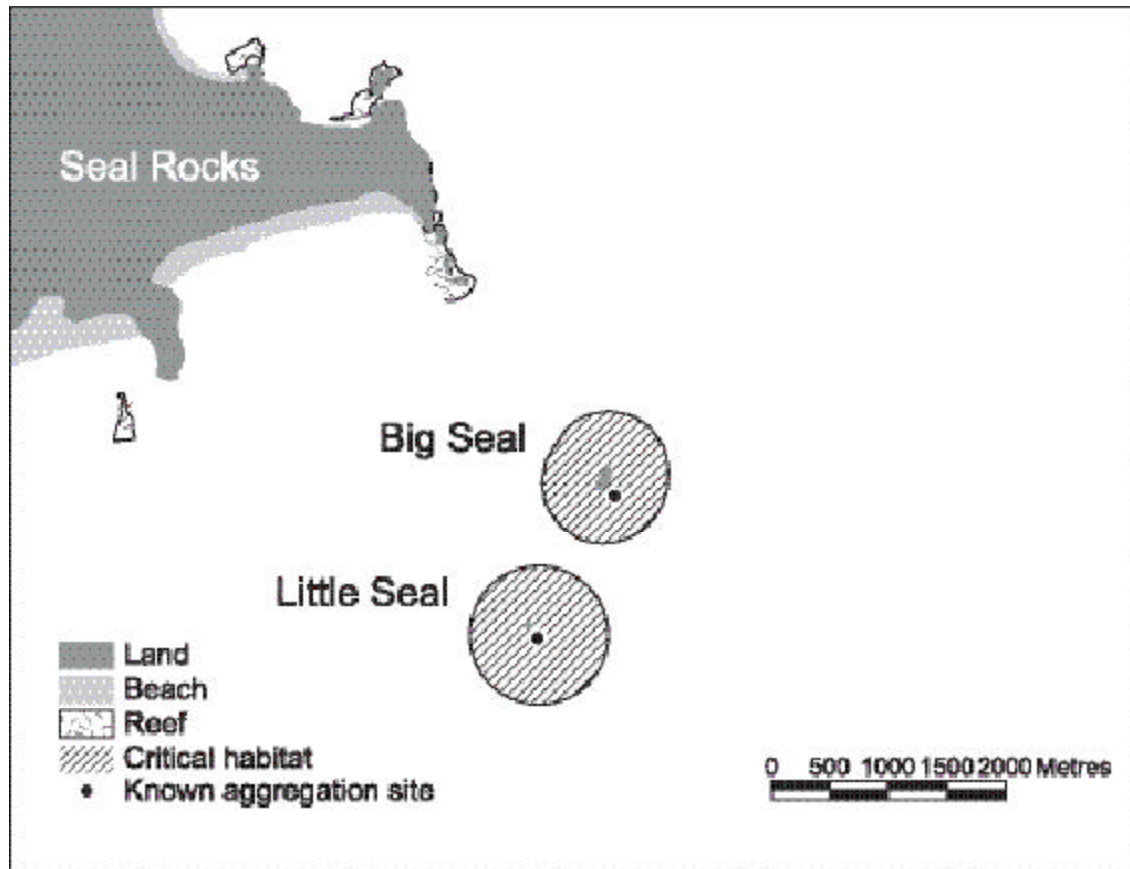 Seal Rocks
Big Seal
Little Seal
Land
Beach
Reef
Critical habitat
Known aggregation site
0 500 1000 1500 2000 Metres